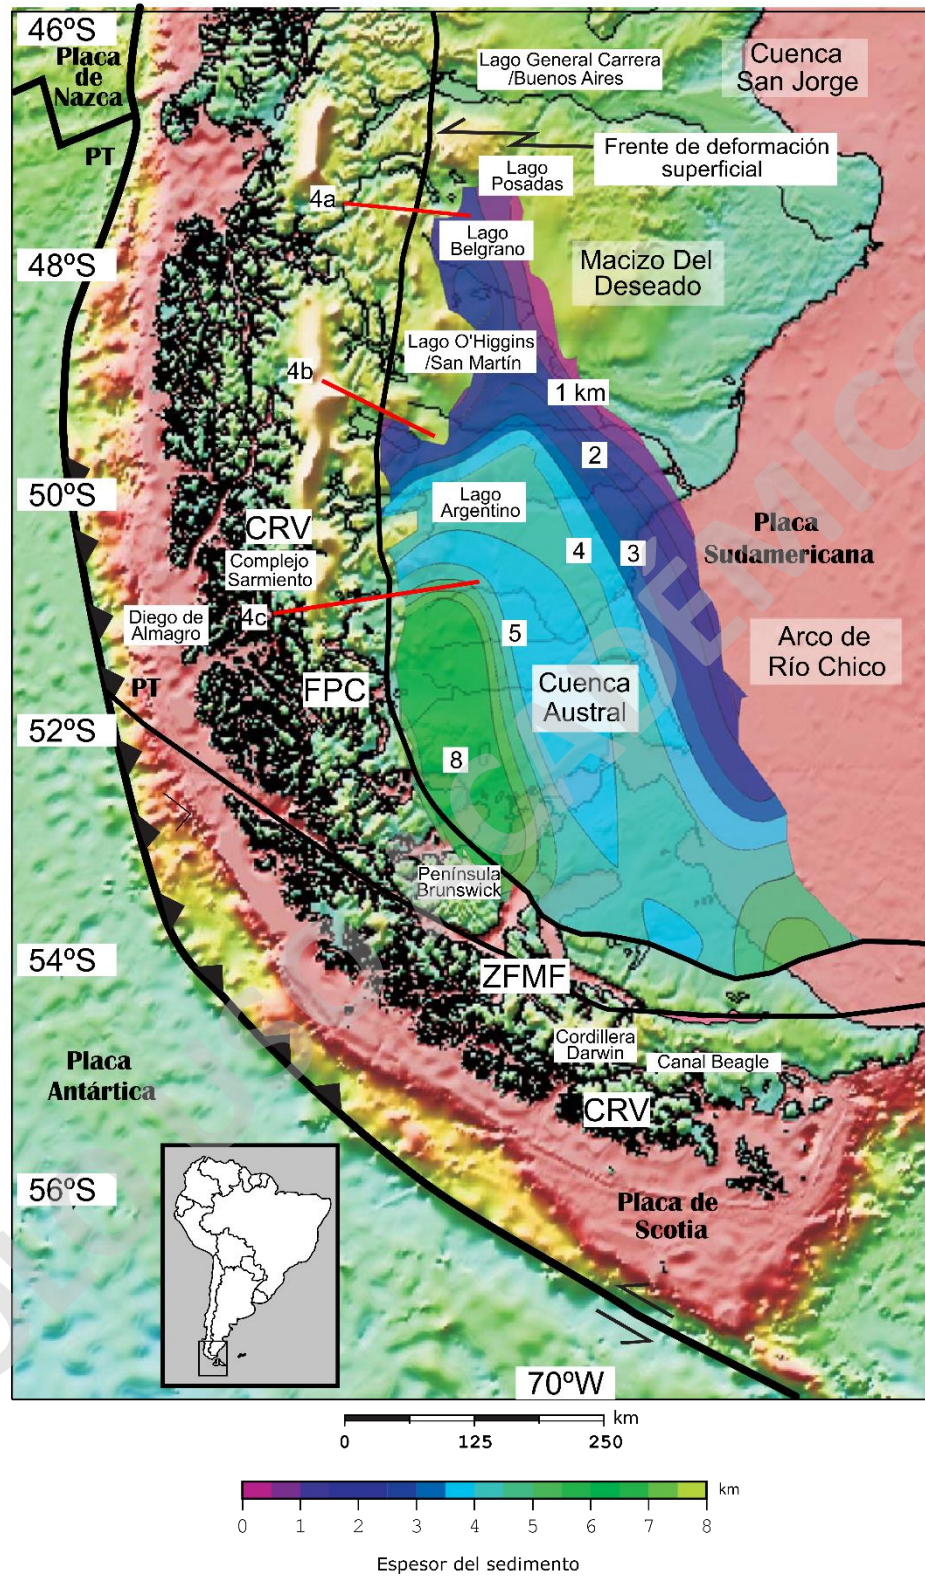 46ºS
Placa
de
Nazca
PT
Lago General Carrera
/Buenos Aires
Cuenca
San Jorge
Frente de deformación
superficial
Lago
Posadas
4a
Lago
Belgrano
48ºS
Macizo Del
Deseado
Lago O'Higgins
/San Martín
4b
1 km
2
50ºS
Lago
Argentino
CRV
4
3
Placa
Sudamericana
Complejo
Sarmiento
Diego de
Almagro
4c
5
Arco de
Río Chico
PT
FPC
Cuenca
Austral
52ºS
8
Península
Brunswick
54ºS
ZFMF
Cordillera
Darwin
Canal Beagle
Placa
Antártica
CRV
56ºS
Placa de
Scotia
70ºW
km
0 125 250
km
0 1 2 3 4 5 6 7 8
Espesor del sedimento